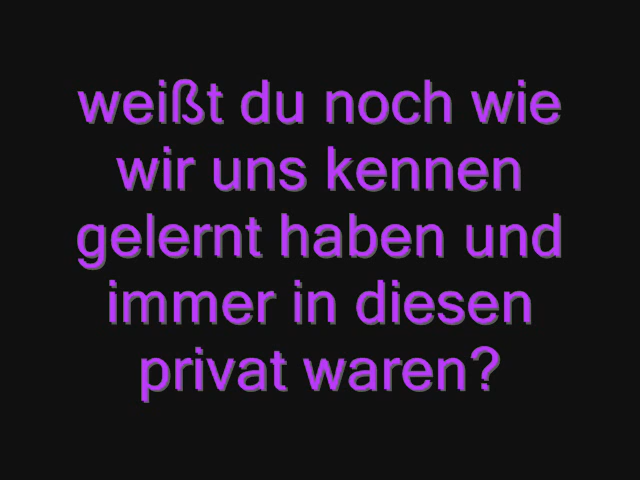 weißt du noch wie
wir uns kennen
gelernt haben und
immer in diesen
privat waren?